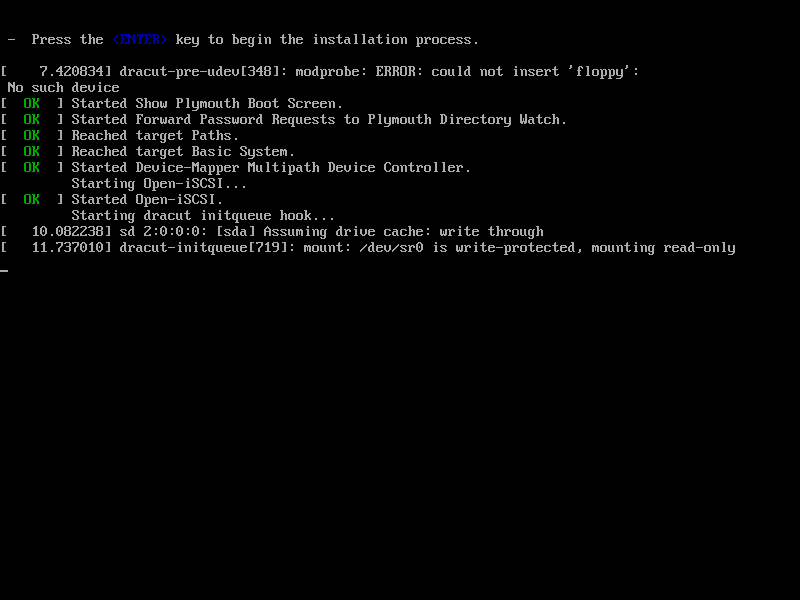 -  Press the <ENTER> key to begin the installation process.
[    7.420834] dracut-pre-udev[348]: modprobe: ERROR: could not insert 'floppy':
No such device
[  OK  ] Started Show Plymouth Boot Screen.
[  OK  ] Started Forward Password Requests to Plymouth Directory Watch.
[  OK  ] Reached target Paths.
[  OK  ] Reached target Basic System.
[  OK  ] Started Device-Mapper Multipath Device Controller.
         Starting Open-iSCSI...
[  OK  ] Started Open-iSCSI.
         Starting dracut initqueue hook...
[   10.082238] sd 2:0:0:0: [sda] Assuming drive cache: write through
[   11.737010] dracut-initqueue[719]: mount: /dev/sr0 is write-protected, mounting read-only